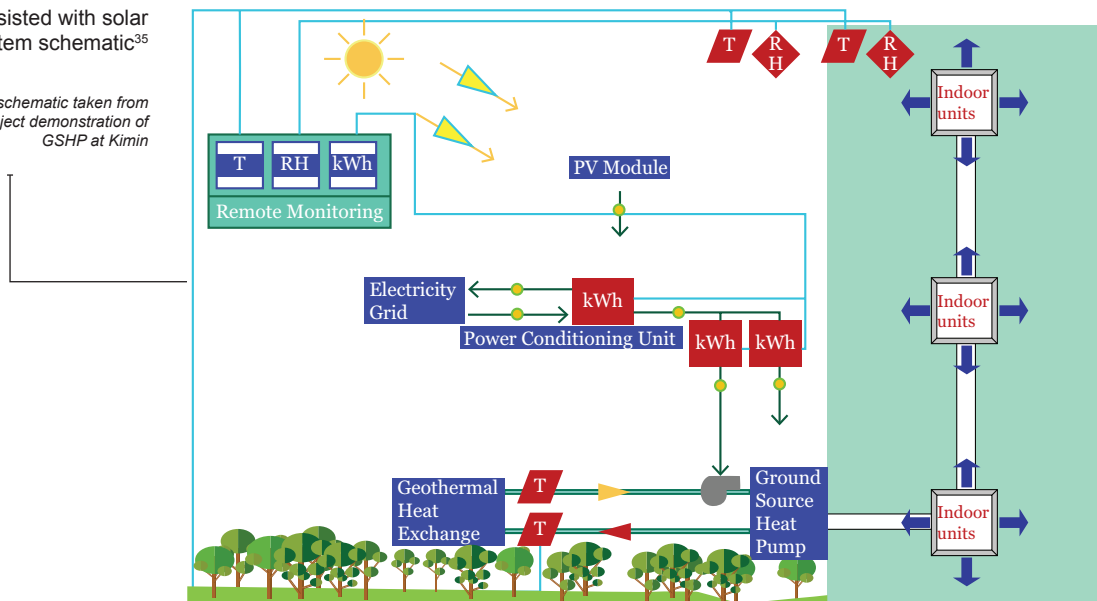 sisted with solar
tem schematic35
schematic taken from
ject demonstration of
GSHP at Kimin
T
RH
kWh
Remote Monitoring
T
R
H
T
R
H
PV Module
Electricity
Grid
kWh
Power Conditioning Unit
kWh
kWh
Geothermal
Heat
Exchange
T
T
Ground
Source
Heat
Pump
Indoor
units
Indoor
units
Indoor
units